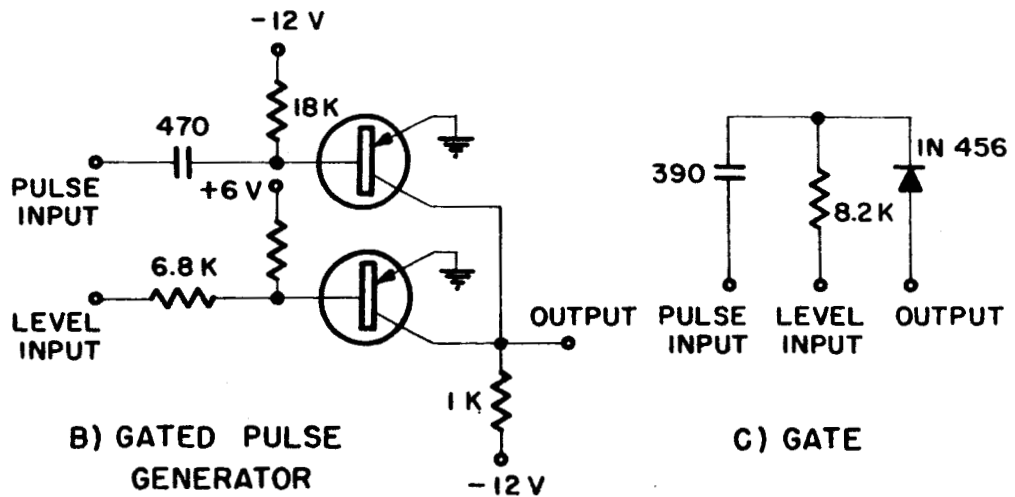 -12 V
18K
470
PULSE
INPUT
+6 V
6.8 K
LEVEL
INPUT
OUTPUT
1 K
-12 V
B) GATED PULSE
GENERATOR
390
IN 456
8.2K
PULSE
INPUT
LEVEL
INPUT
OUTPUT
C) GATE